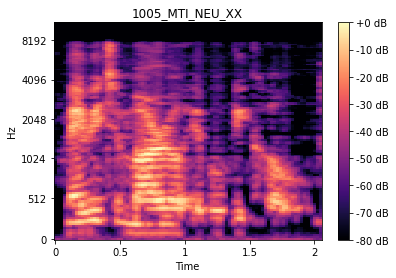 1005_MTI_NEU_XX
+0 dB
8192
-10 dB
4096
-20 dB
-30 dB
2048
Hz
-40 dB
1024
-50 dB
512
-60 dB
-70 dB
0
-80 dB
0 0.5 1 1.5 2
Time